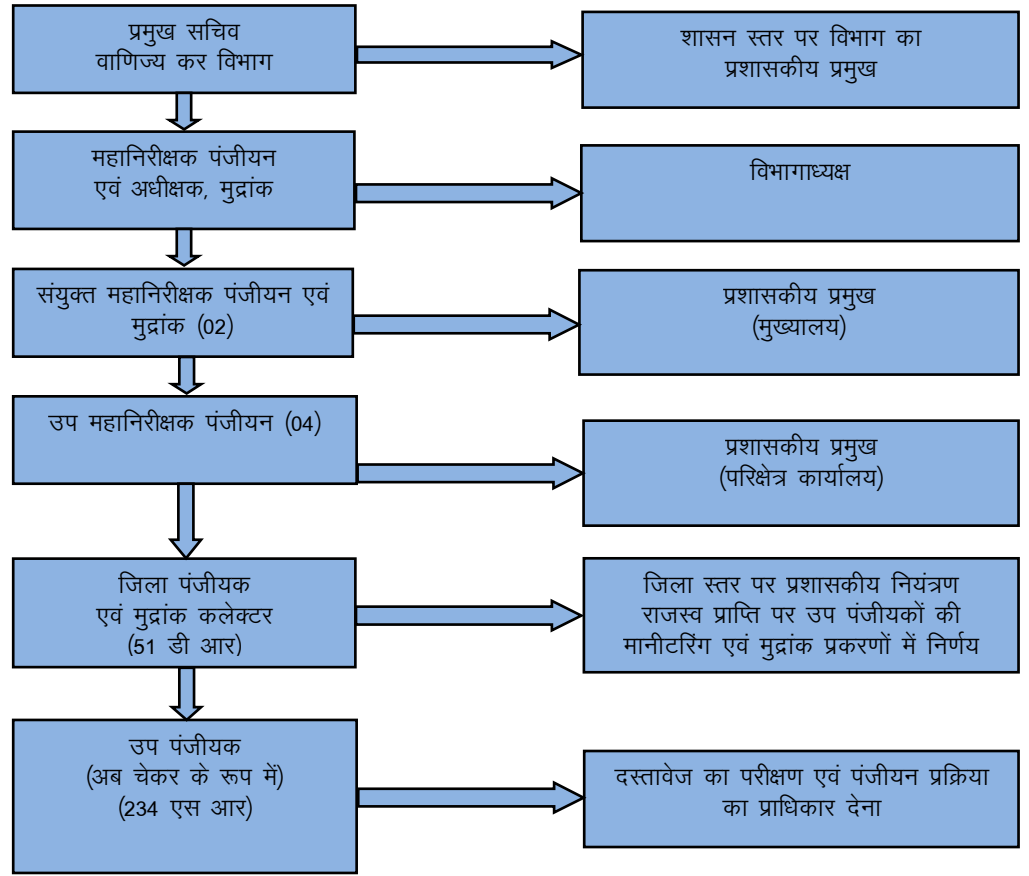 प्रमुख सचिव
वाणिज्य कर विभाग
शासन स्तर पर विभाग का
प्रशासकीय प्रमुख
महानिरीक्षक पंजीयन
एवं अधीक्षक, मुद्रांक
विभागाध्यक्ष
संयुक्त महानिरीक्षक पंजीयन एवं
मुद्रांक (02)
प्रशासकीय प्रमुख
(मुख्यालय)
उप महानिरीक्षक पंजीयन (04)
प्रशासकीय प्रमुख
(परिक्षेत्र कार्यालय)
जिला पंजीयक
एवं मुद्रांक कलेक्टर
(51 डी आर)
जिला स्तर पर प्रशासकीय नियंत्रण
राजस्व प्राप्ति पर उप पंजीयकों की
मानीटरिंग एवं मुद्रांक प्रकरणों में निर्णय
उप पंजीयक
(अब चेकर के रूप में)
(234 एस आर)
दस्तावेज का परीक्षण एवं पंजीयन प्रक्रिया
का प्राधिकार देना